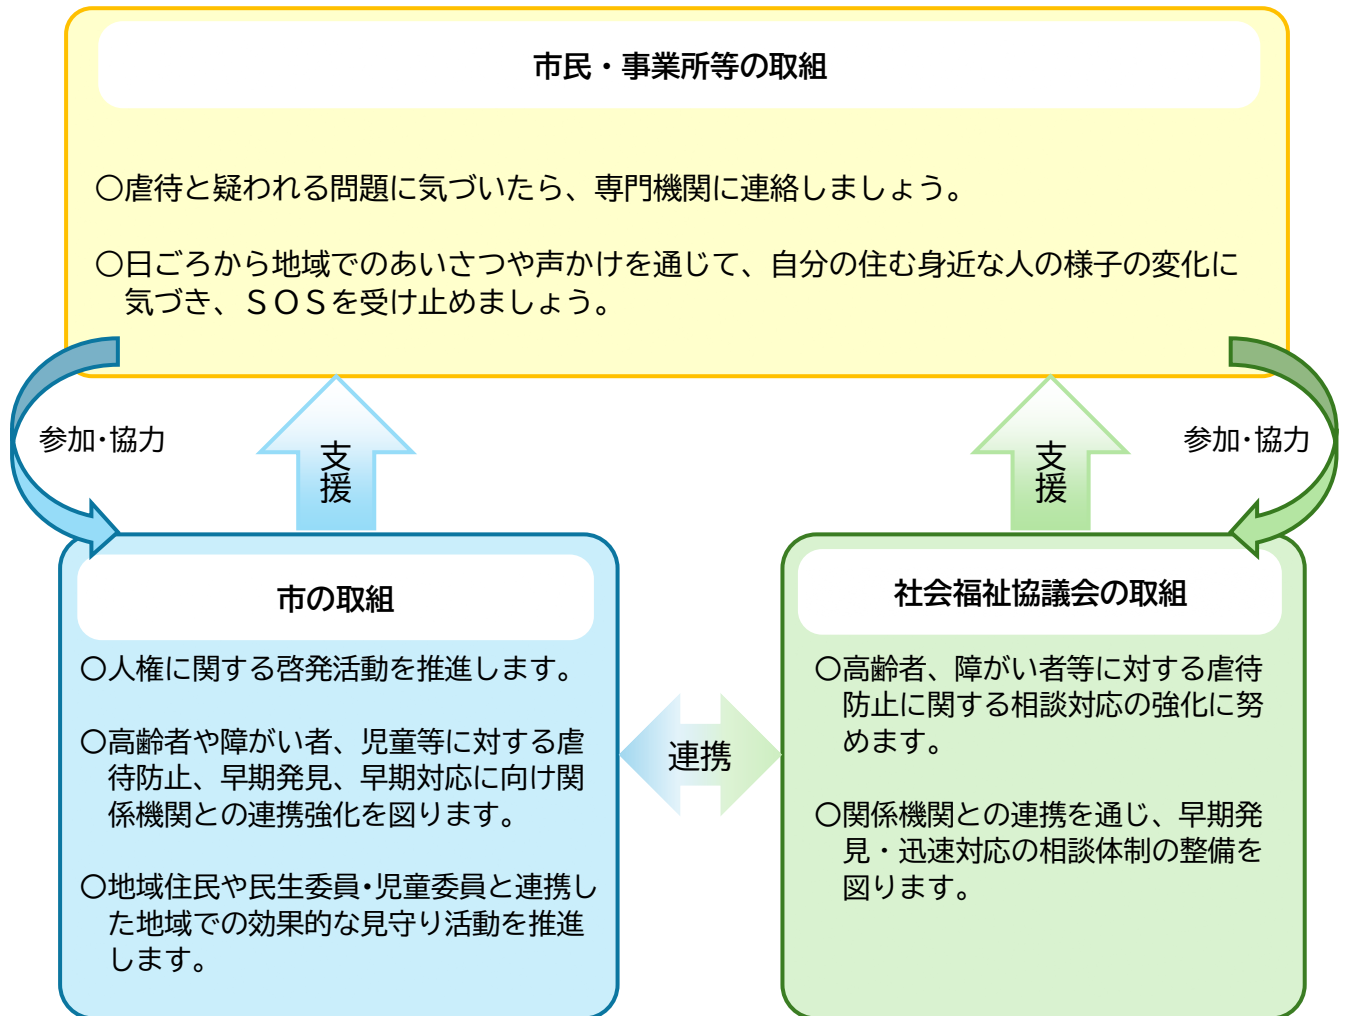 市民・事業所等の取組
〇虐待と疑われる問題に気づいたら、専門機関に連絡しましょう。
〇日ごろから地域でのあいさつや声かけを通じて、自分の住む身近な人の様子の変化に
気づき、ＳＯＳを受け止めましょう。
参加･協力
支援
支援
参加･協力
市の取組
〇人権に関する啓発活動を推進します。
〇高齢者や障がい者、児童等に対する虐
待防止、早期発見、早期対応に向け関
係機関との連携強化を図ります。
〇地域住民や民生委員･児童委員と連携し
た地域での効果的な見守り活動を推進
します。
連携
社会福祉協議会の取組
〇高齢者、障がい者等に対する虐待
防止に関する相談対応の強化に努
めます。
〇関係機関との連携を通じ、早期発
見・迅速対応の相談体制の整備を
図ります。